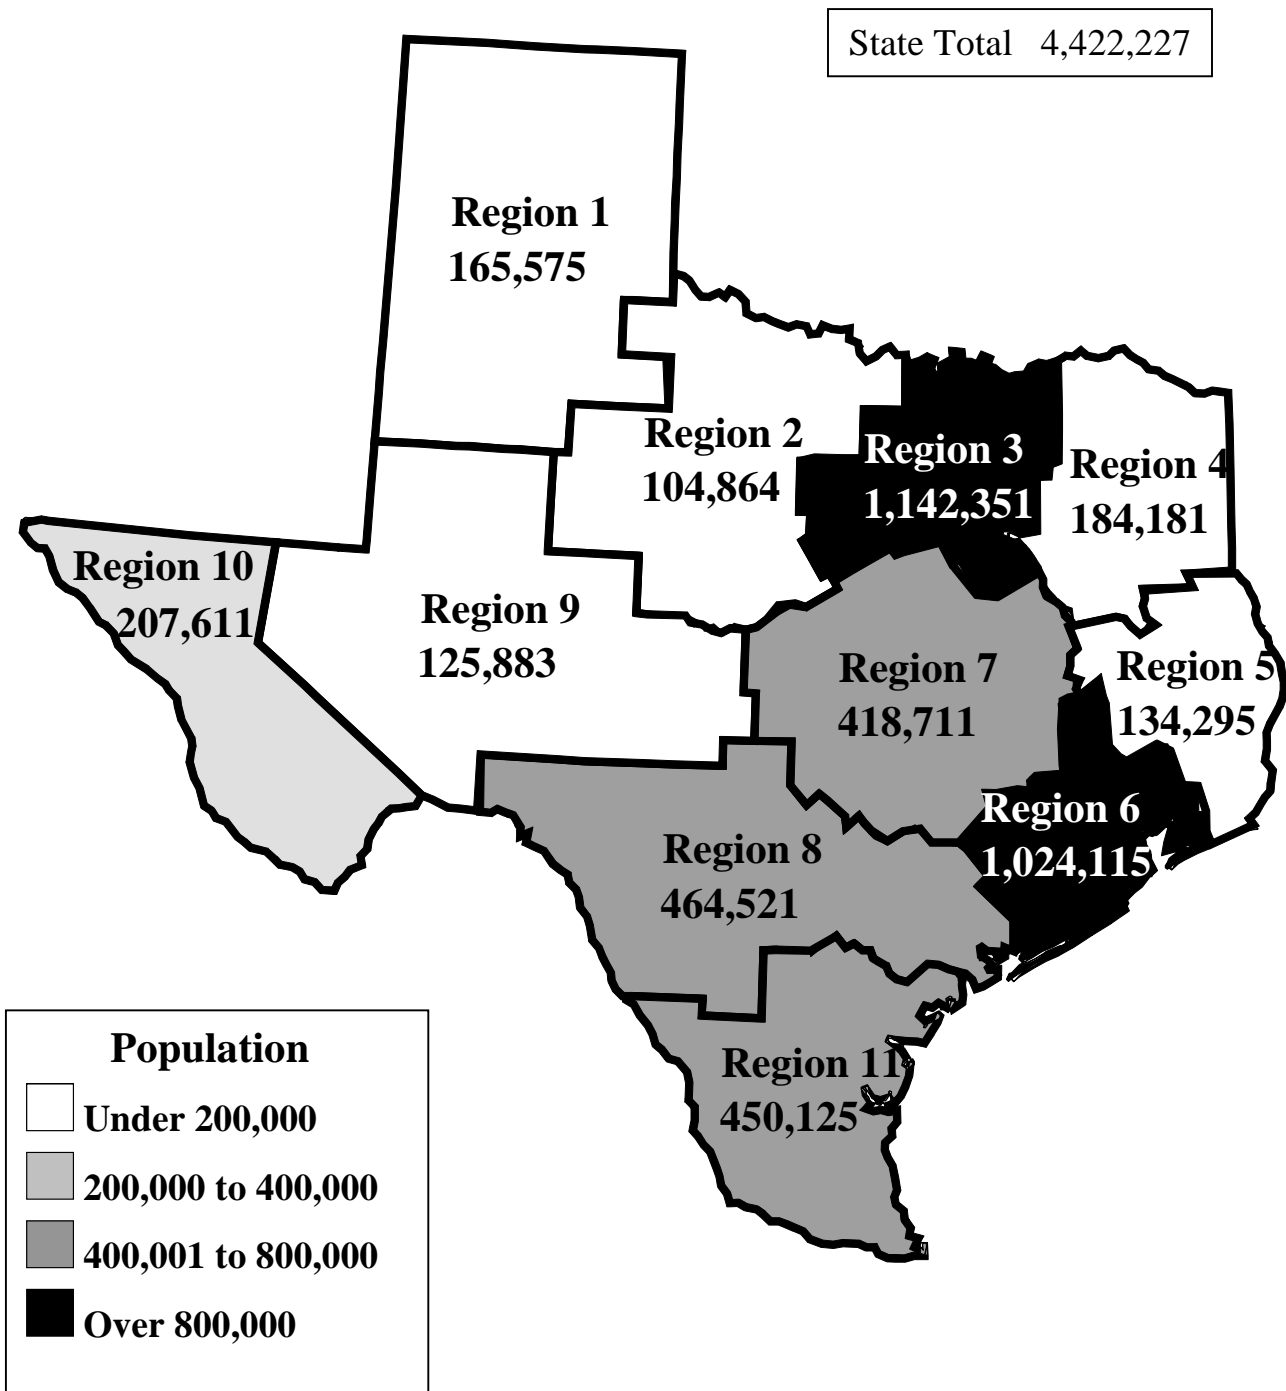 State Total 4,422,227
Region 1
165,575
Region 2
104,864
Region 3
1,142,351
Region 4
184,181
Region 10
207,611
Region 9
125,883
Region 7
418,711
Region 5
134,295
Region 6
1,024,115
Region 8
464,521
Region 11
450,125
Population
Under 200,000
200,000 to 400,000
400,001 to 800,000
Over 800,000